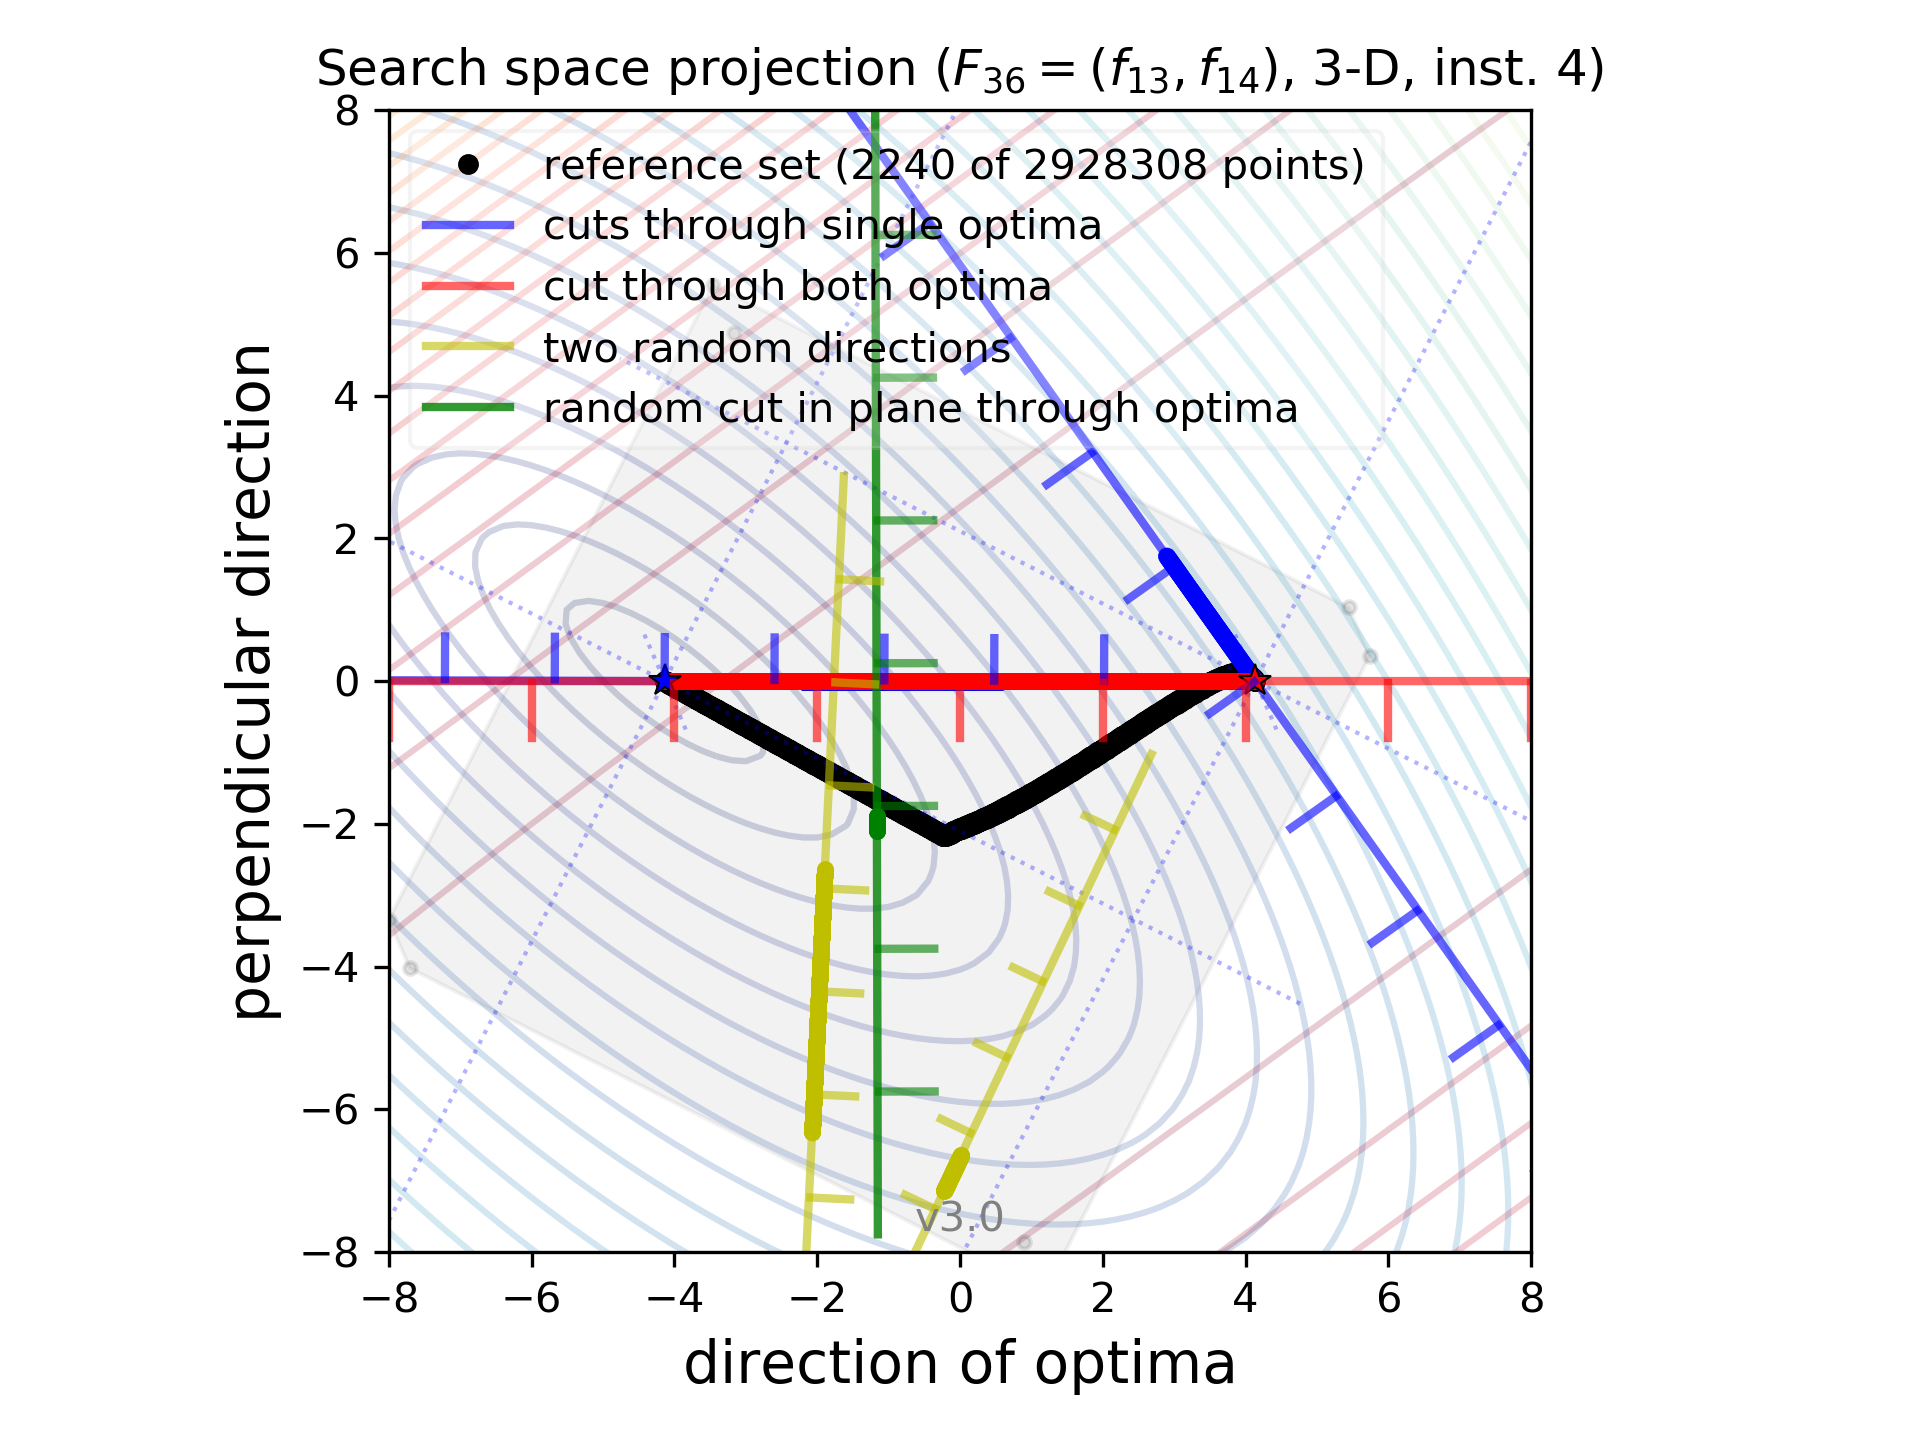 Search space projection (F₃₆ = (f₁₃, f₁₄), 3-D, inst. 4)
reference set (2240 of 2928308 points)
cuts through single optima
cut through both optima
two random directions
random cut in plane through optima
perpendicular direction
8
6
4
2
0
−2
−4
−6
−8
v3.0
−8 −6 −4 −2 0 2 4 6 8
direction of optima